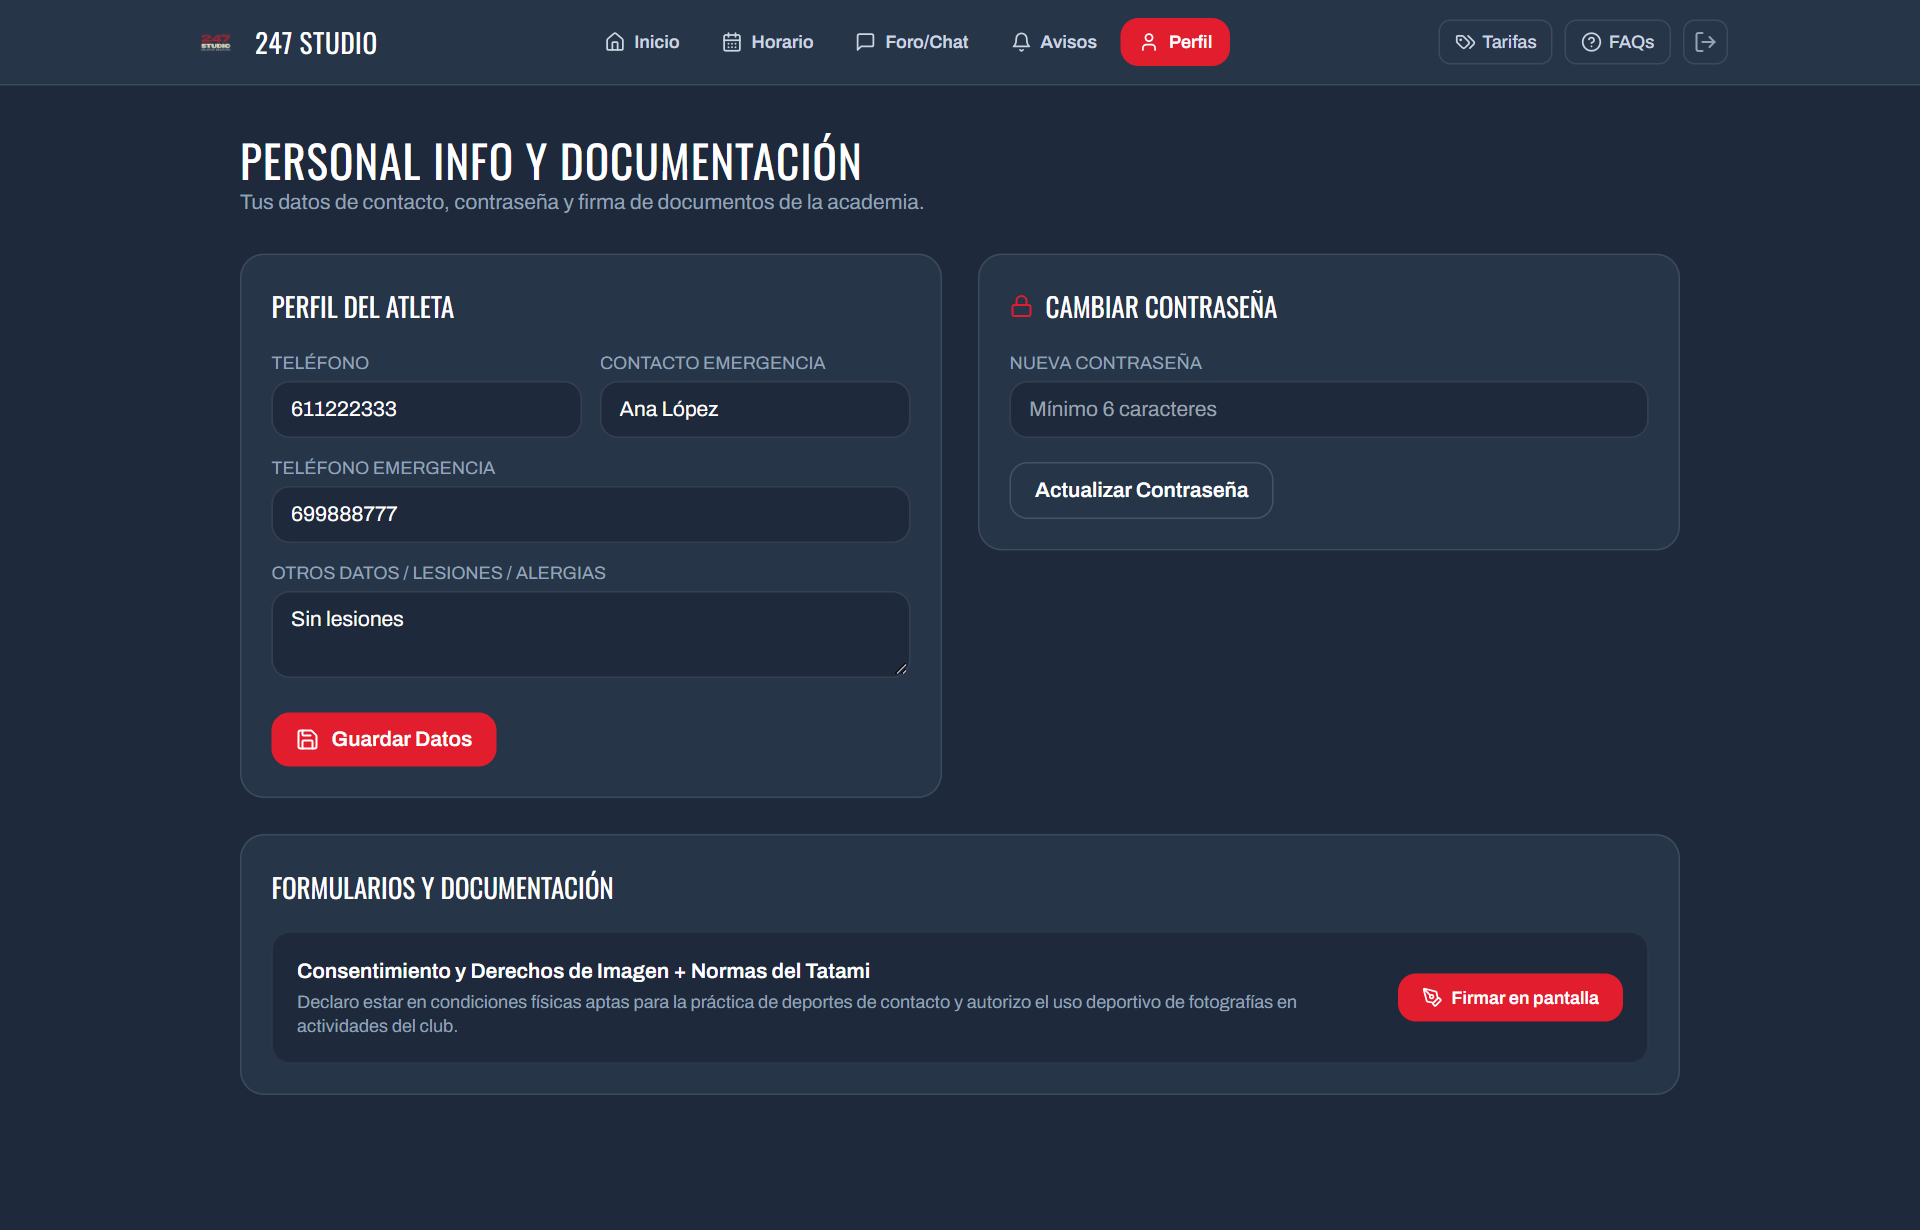 247
STUDIO
247 STUDIO
Inicio
Horario
Foro/Chat
Avisos
Perfil
Tarifas
FAQs
PERSONAL INFO Y DOCUMENTACIÓN
Tus datos de contacto, contraseña y firma de documentos de la academia.
PERFIL DEL ATLETA
TELÉFONO
611222333
CONTACTO EMERGENCIA
Ana López
TELÉFONO EMERGENCIA
699888777
OTROS DATOS / LESIONES / ALERGIAS
Sin lesiones
Guardar Datos
CAMBIAR CONTRASEÑA
NUEVA CONTRASEÑA
Mínimo 6 caracteres
Actualizar Contraseña
FORMULARIOS Y DOCUMENTACIÓN
Consentimiento y Derechos de Imagen + Normas del Tatami
Declaro estar en condiciones físicas aptas para la práctica de deportes de contacto y autorizo el uso deportivo de fotografías en
actividades del club.
Firmar en pantalla